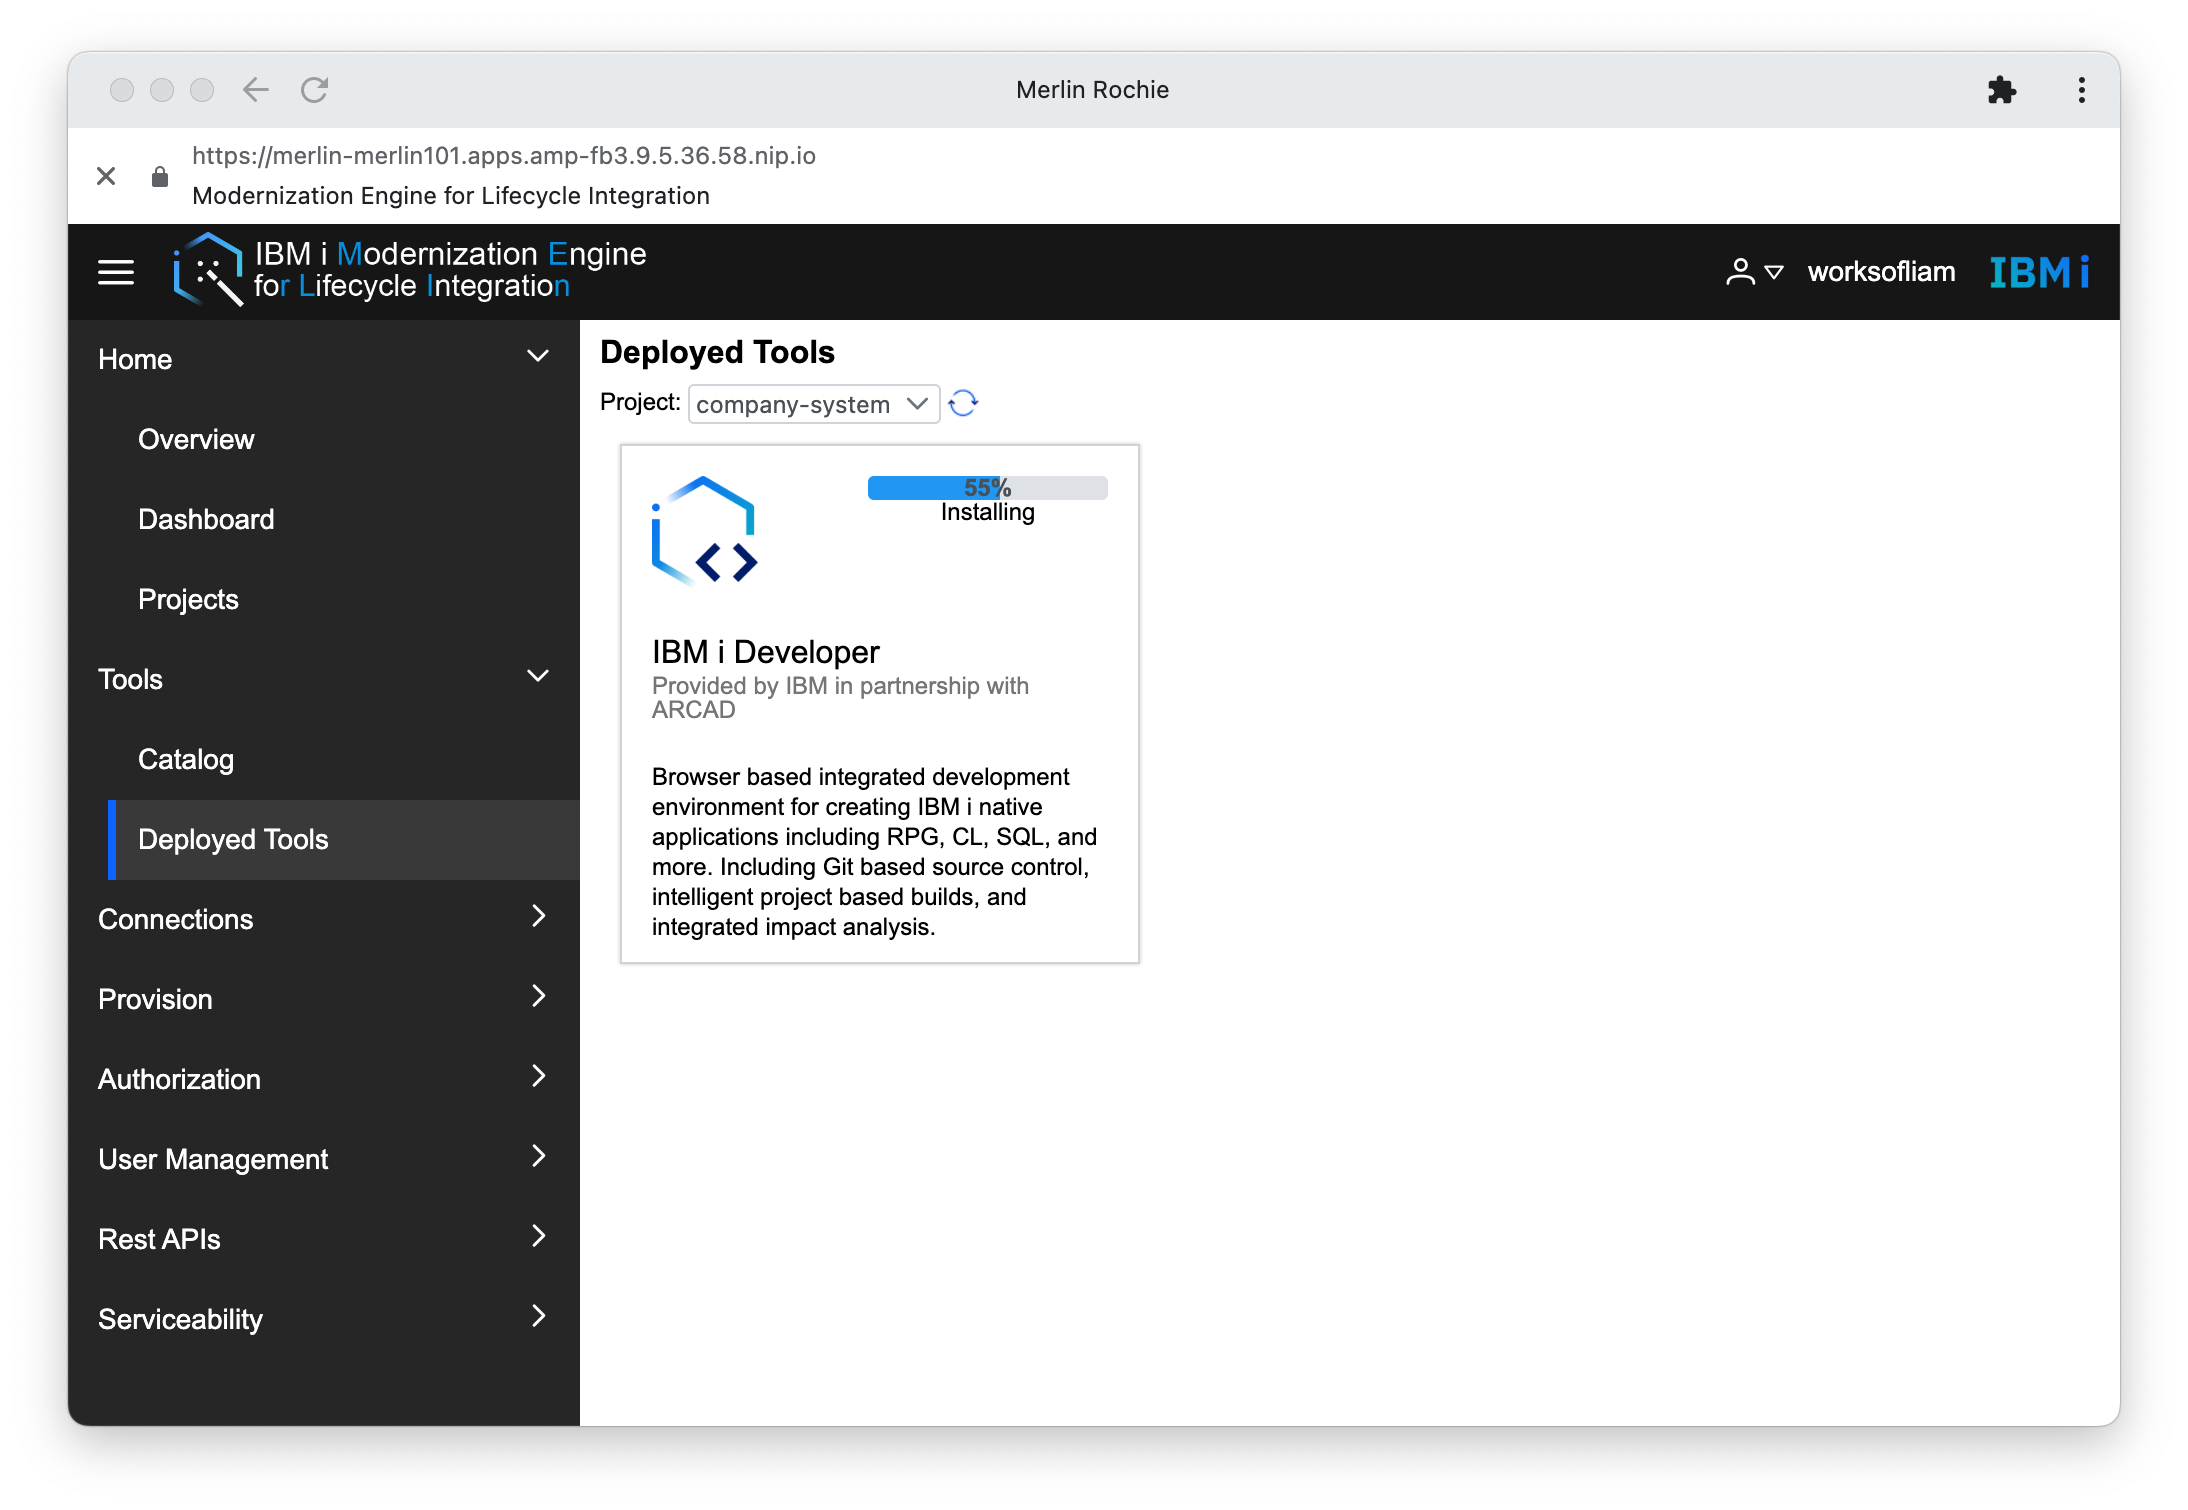 Merlin Rochie
https://merlin-merlin101.apps.amp-fb3.9.5.36.58.nip.io
Modernization Engine for Lifecycle Integration
IBM i Modernization Engine
for Lifecycle Integration
worksofliam
IBM i
Home
Overview
Dashboard
Projects
Tools
Catalog
Deployed Tools
Connections
Provision
Authorization
User Management
Rest APIs
Serviceability
Deployed Tools
Project: company-system
55%
Installing
IBM i Developer
Provided by IBM in partnership with
ARCAD
Browser based integrated development
environment for creating IBM i native
applications including RPG, CL, SQL, and
more. Including Git based source control,
intelligent project based builds, and
integrated impact analysis.